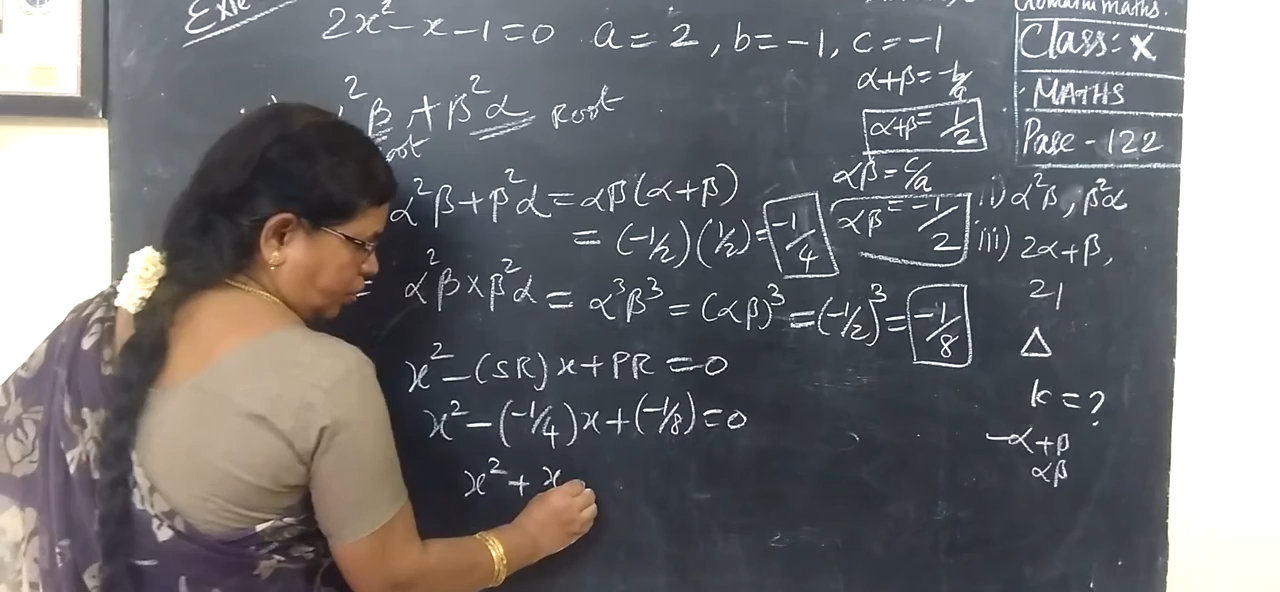 2x²-x-1=0 a=2, b=-1, c=-1
²β+β²α Root
α²β+β²α=αβ(α+β)
=(-1/2)(1/2)=-1/4
= α²β×β²α=α³β³=(αβ)³=(-1/2)³=-1/8
x²-(SR)x+PR=0
x²-(-1/4)x+(-1/8)=0
x²+x
α+β=-b/a
α+β=1/2
αβ=c/a
αβ=-1/2
Class: X
MATHS
Page-122
ii) α²β, β²α
iii) 2α+β,
21
Δ
k=?
-α+β
αβ